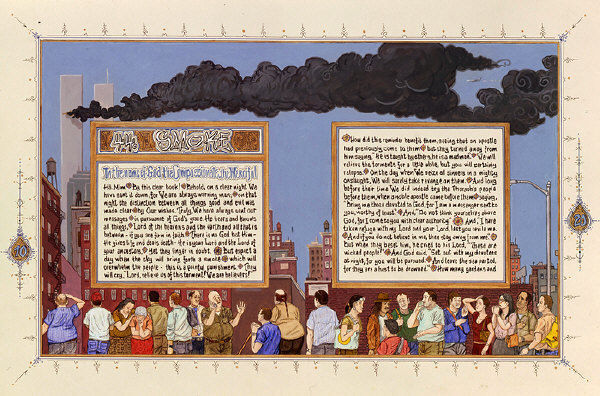 44: SMOKE
In the name of God, the Compassionate, the Merciful
Ha. Mim. By this clear book! Behold, on a clear night We
have sent it down for We are always warning man, on that
night the distinction between all things good and evil was
made clear by Our wisdom. Truly, We have always sent our
messages in pursuance of God's grace. He hears and knows
all things, Lord of the heavens and the earth and all that is
between - if you are firm in faith. There is no God but Him -
He gives life and deals death - He is your Lord and the Lord of
your ancestors. Yet they linger in doubt. But expect a
day when the sky will bring forth a smoke which will
overwhelm the people - this is a painful punishment. They
will cry, "Lord, relieve us of this torment! We are believers!"
How did this reminder benefit them, seeing that an apostle
had previously come to them but they turned away from
him saying, "He is taught by others, he is a madman." We will
relieve the torments for a little while, but you will certainly
relapse. On the day when We seize all sinners in a mighty
onslaught, We will surely take revenge on them. And long
before their time We did indeed try the Pharaoh's people
before them, when a noble apostle came before them saying,
"Bring me those devoted to God, for I am a messenger sent to
you, worthy of trust." And, "Do not think yourselves above
God, for I come to you with clear authority. And, "I have
taken refuge with my Lord and your Lord, lest you injure me.
And if you do not believe in me, then stay away from me."
But when they beset him, he cried to his Lord, "These are
wicked people!" And God said, "Set out with my devotees
at night, for you will be pursued. And leave the sea parted,
for they are a host to be drowned." How many gardens and